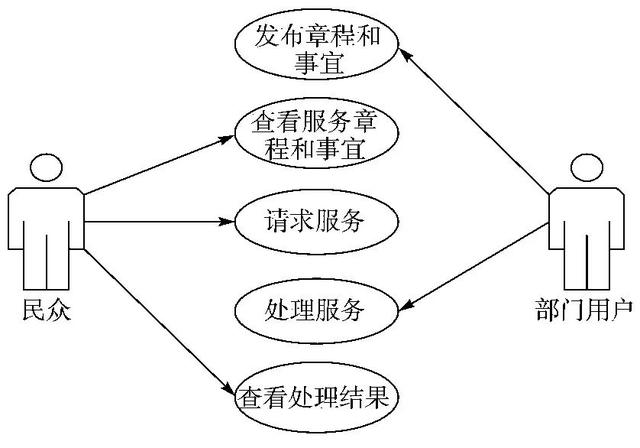 发布章程和
事宜
查看服务章
程和事宜
请求服务
处理服务
查看处理结果
民众
部门用户